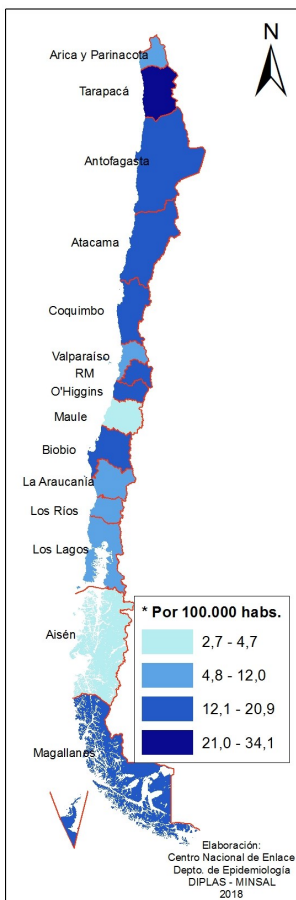 N
Arica y Parinacota
Tarapacá
Antofagasta
Atacama
Coquimbo
Valparaíso
RM
O'Higgins
Maule
Biobio
La Araucanía
Los Ríos
Los Lagos
Aisén
Magallanes
* Por 100.000 habs.
2,7 - 4,7
4,8 - 12,0
12,1 - 20,9
21,0 - 34,1
Elaboración:
Centro Nacional de Enlace
Depto. de Epidemiología
DIPLAS - MINSAL
2018